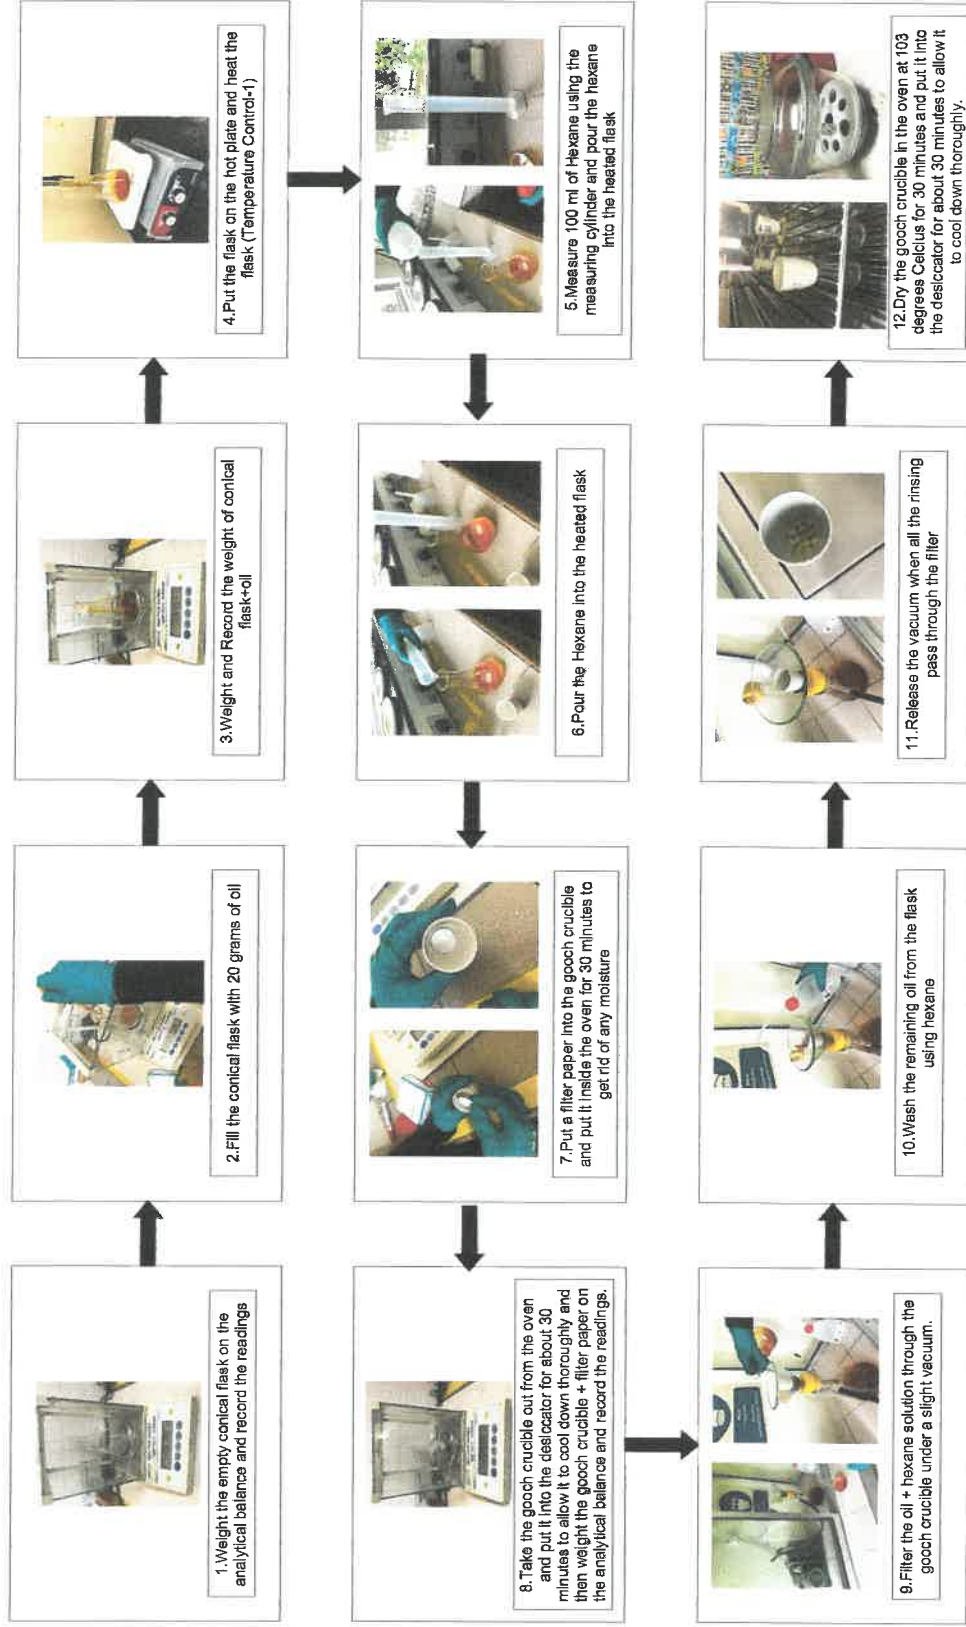 1.Weight the empty conical flask on the
analytical balance and record the readings
2.Fill the conical flask with 20 grams of oil
3.Weight and Record the weight of conical
flask+oil
4.Put the flask on the hot plate and heat the
flask (Temperature Control-1)
5.Measure 100 ml of Hexane using the
measuring cylinder and pour the hexane
into the heated flask
6.Pour the Hexane into the heated flask
7.Put a filter paper into the gooch crucible
and put it inside the oven for 30 minutes to
get rid of any moisture
8.Take the gooch crucible out from the oven
and put it into the desiocator for about 30
minutes to allow it to cool down thoroughly and
then weight the gooch crucible + filter paper on
the analytical balance and record the readings.
9.Filter the oil + hexane solution through the
gooch crucible under a slight vacuum.
10.Wash the remaining oil from the flask
using hexane
11.Release the vacuum when all the rinsing
pass through the filter
12.Dry the gooch crucible in the oven at 103
degrees Celcius for 30 minutes and put it into
the desiccator for about 30 minutes to allow it
to cool down thoroughly.